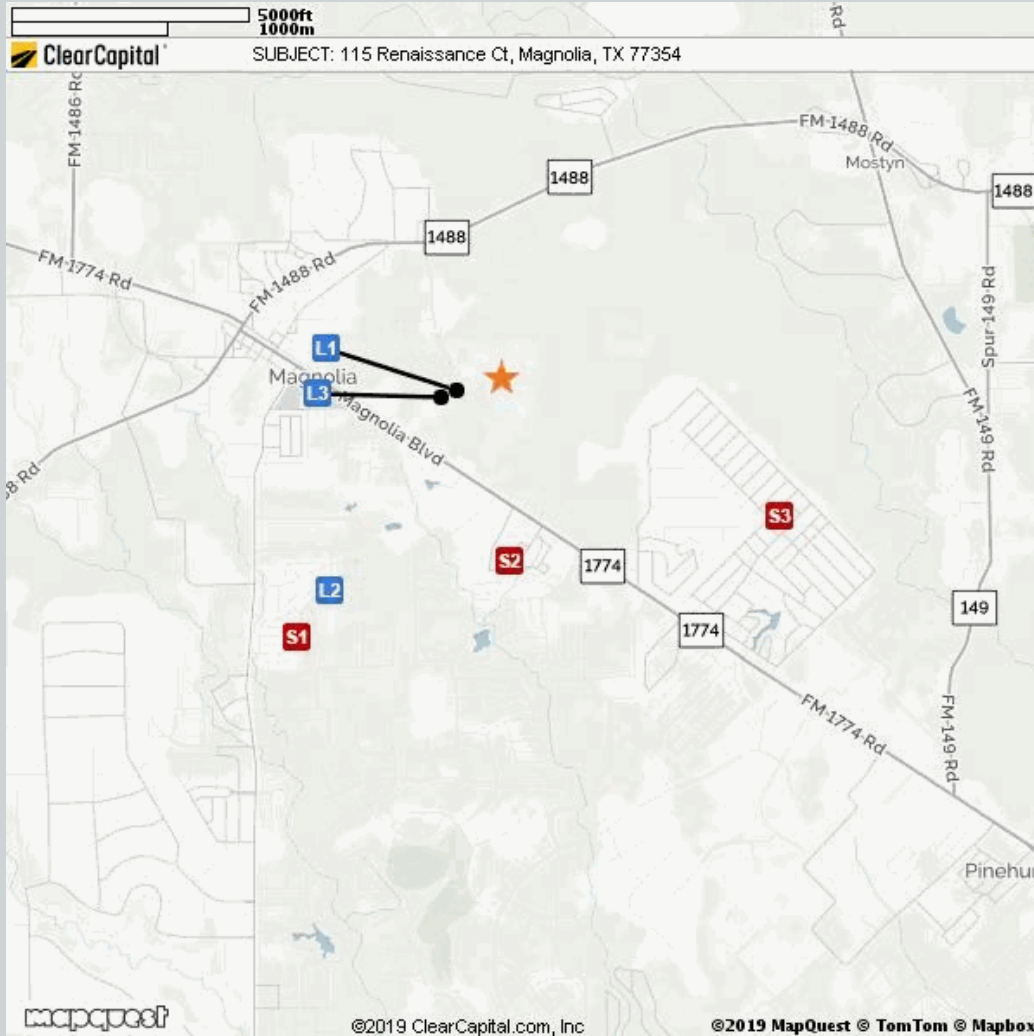 5000ft
1000m
ClearCapital
SUBJECT: 115 Renaissance Ct, Magnolia, TX 77354
FM-1486-Rd
FM-1488-Rd
Mostyn
1488
1488
1488
FM-1774-Rd
FM-1488-Rd
Spur-149-Rd
L1
Magnolia
L3
Magnolia Blvd
FM-149-Rd
S3
S2
1774
L2
149
1774
S1
FM-1774-Rd
FM-149-Rd
mapquest
©2019 ClearCapital.com, Inc
©2019 MapQuest © TomTom © Mapbox